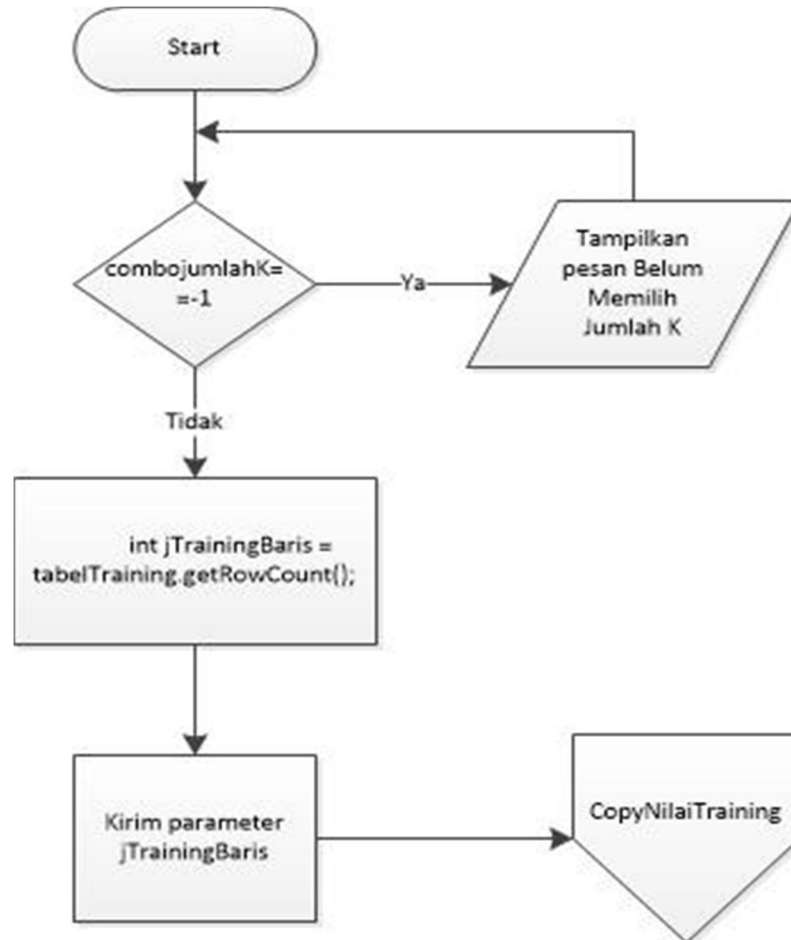 Start
combojumlahK=
=-1
Ya
Tampilkan
pesan Belum
Memilih
Jumlah K
Tidak
int jTrainingBaris =
tabelTraining.getRowCount();
Kirim parameter
jTrainingBaris
CopyNilaiTraining